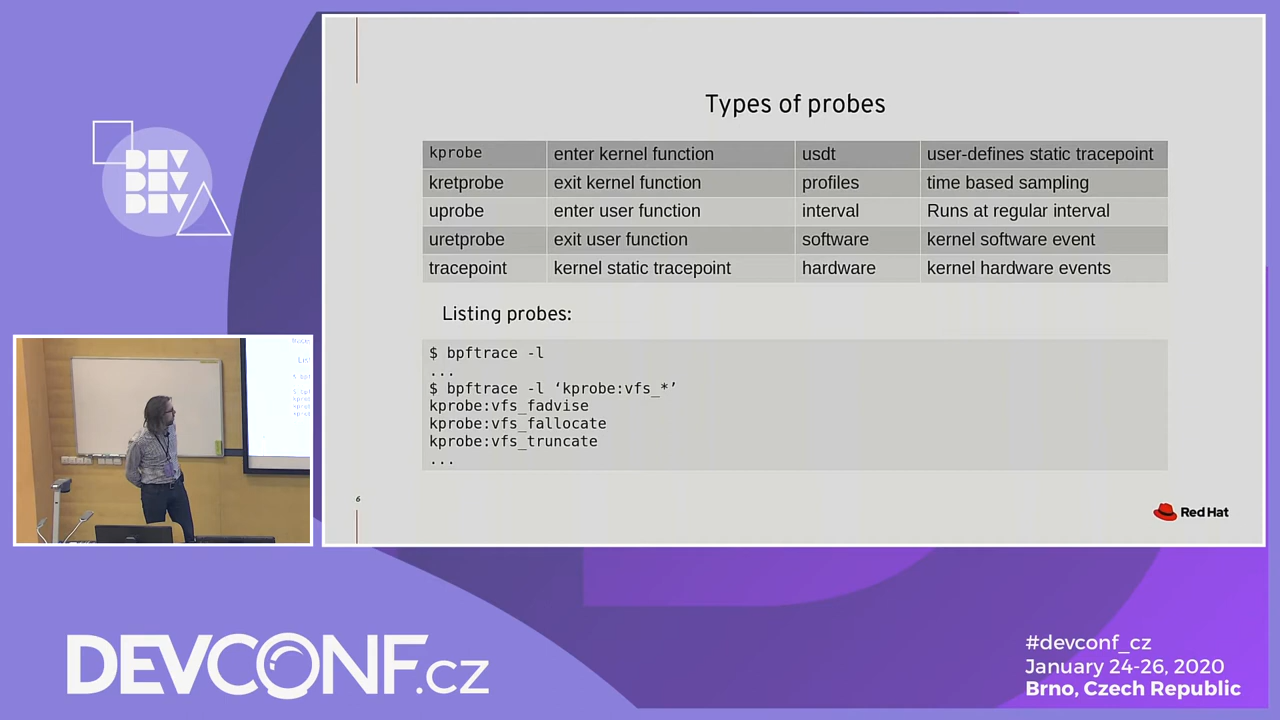 DEV
DEV
DEV
Types of probes
kprobe enter kernel function usdt user-defines static tracepoint
kretprobe exit kernel function profiles time based sampling
uprobe enter user function interval Runs at regular interval
uretprobe exit user function software kernel software event
tracepoint kernel static tracepoint hardware kernel hardware events
Listing probes:
$ bpftrace -l
...
$ bpftrace -l ‘kprobe:vfs_*’
kprobe:vfs_fadvise
kprobe:vfs_fallocate
kprobe:vfs_truncate
...
6
Red Hat
DEVCONF.cz
#devconf_cz
January 24-26, 2020
Brno, Czech Republic